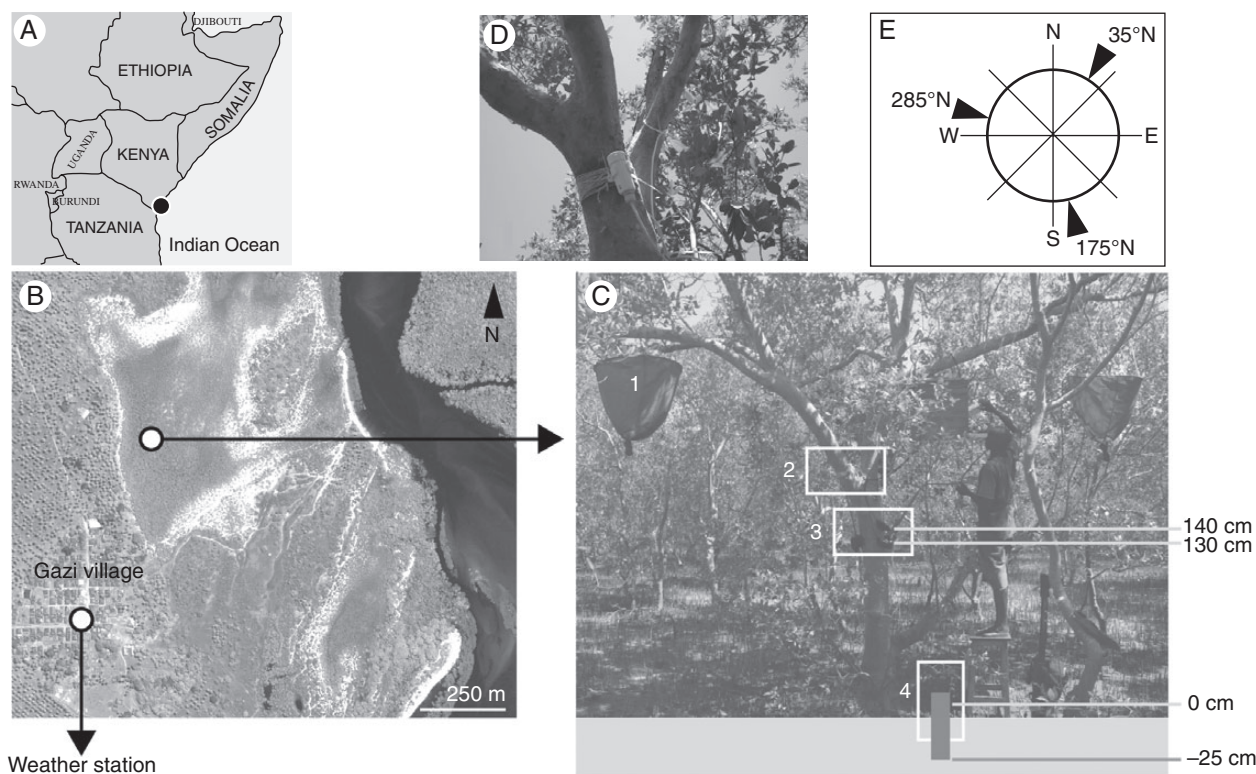 A
DJIBOUTI
ETHIOPIA
SOMALIA
UGANDA
KENYA
RWANDA
BURUNDI
TANZANIA
Indian Ocean
D
E
N
35°N
285°N
W
E
S
175°N
B
N
Gazi village
250 m
Weather station
C
1
2
3
140 cm
130 cm
4
0 cm
–25 cm